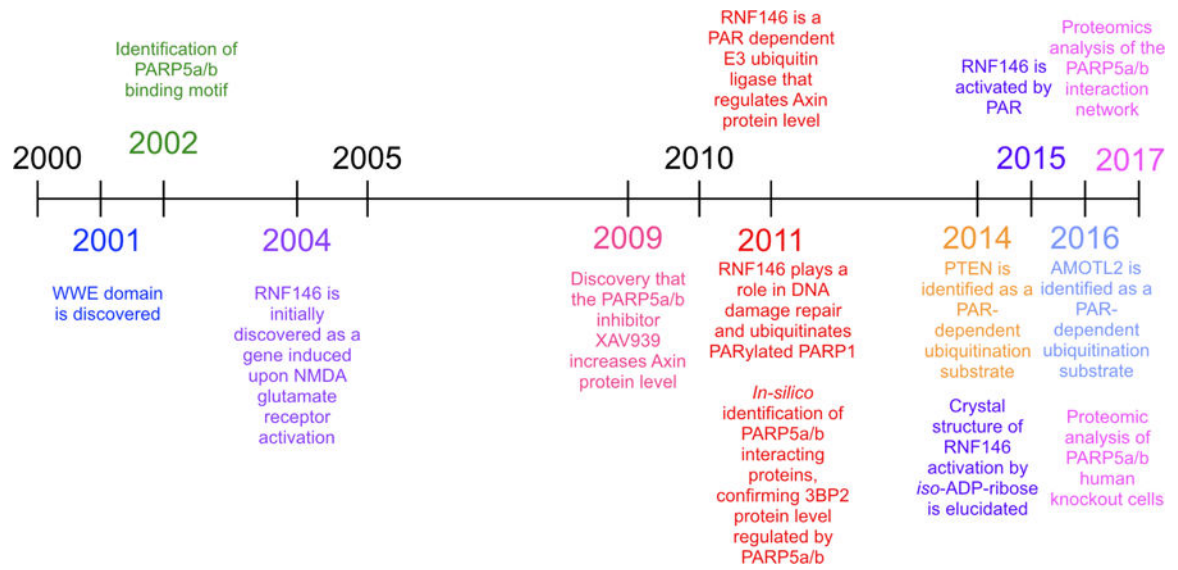 Identification of
PARP5a/b
binding motif
RNF146 is a
PAR dependent
E3 ubiquitin
ligase that
regulates Axin
protein level
RNF146 is
activated by
PAR
Proteomics
analysis of the
PARP5a/b
interaction
network
2000
2002
2005
2010
2015
2017
2001
2004
2009
2011
2014
2016
WWE domain
is discovered
RNF146 is
initially
discovered as a
gene induced
upon NMDA
glutamate
receptor
activation
Discovery that
the PARP5a/b
inhibitor
XAV939
increases Axin
protein level
RNF146 plays a
role in DNA
damage repair
and ubiquitinates
PARylated PARP1
In-silico
identification of
PARP5a/b
interacting
proteins,
confirming 3BP2
protein level
regulated by
PARP5a/b
PTEN is
identified as a
PAR-
dependent
ubiquitination
substrate
Crystal
structure of
RNF146
activation by
iso-ADP-ribose
is elucidated
AMOTL2 is
identified as a
PAR-
dependent
ubiquitination
substrate
Proteomic
analysis of
PARP5a/b
human
knockout cells